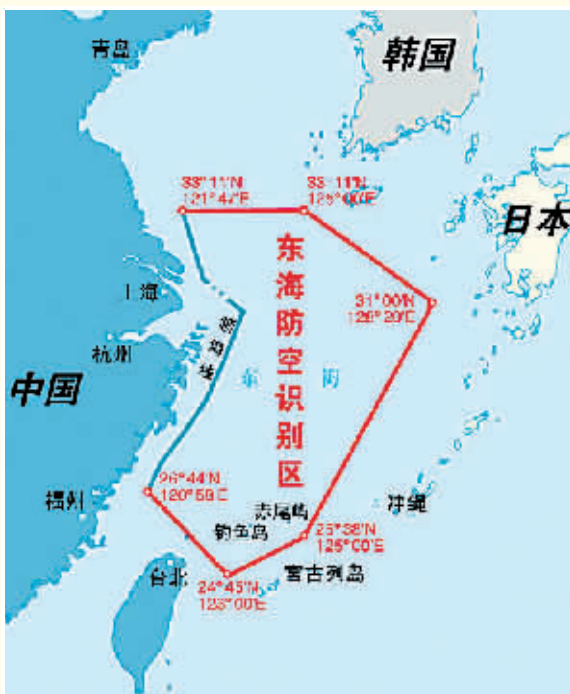 青岛
韩国
33°11'N
121°47'E
33°11'N
125°00'E
日本
东海防空识别区
上海
31°00'N
128°20'E
杭州
东 海
中国
26°44'N
120°58'E
福州
赤尾屿
冲绳
钓鱼岛
25°38'N
125°00'E
台北
宫古列岛
24°45'N
123°00'E